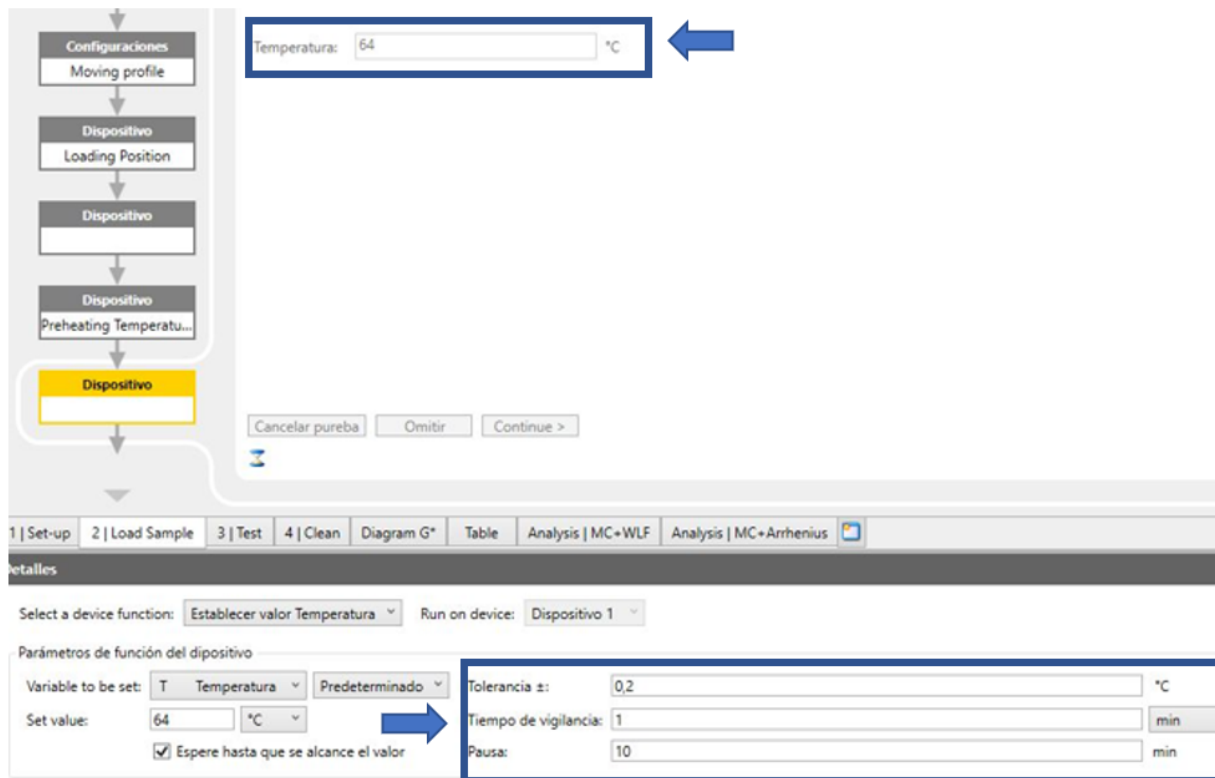 Configuraciones
Moving profile
Dispositivo
Loading Position
Dispositivo
Dispositivo
Preheating Temperatu...
Dispositivo
Temperatura: 64 °C
Cancelar pureba Omitir Continue >
1 | Set-up 2 | Load Sample 3 | Test 4 | Clean Diagram G* Table Analysis | MC+WLF Analysis | MC+Arrhenius
Detalles
Select a device function: Establecer valor Temperatura Run on device: Dispositivo 1
Parámetros de función del dipositivo
Variable to be set: T Temperatura Predeterminado Tolerancia ±: 0,2 °C
Set value: 64 °C Tiempo de vigilancia: 1 min
Espere hasta que se alcance el valor Pausa: 10 min